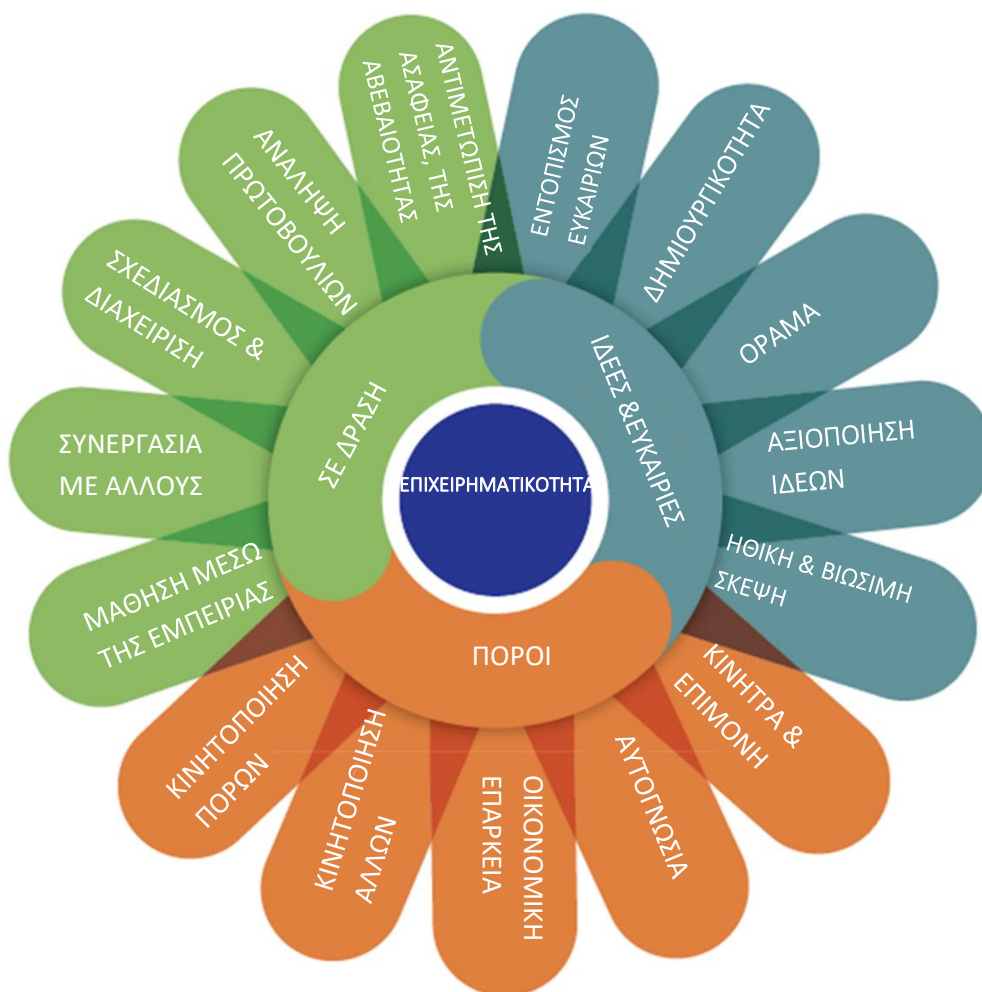 ΕΠΙΧΕΙΡΗΜΑΤΙΚΟΤΗΤΑ
ΙΔΕΕΣ &ΕΥΚΑΙΡΙΕΣ
ΠΟΡΟΙ
ΣΕ ΔΡΑΣΗ
ΕΝΤΟΠΙΣΜΟΣ
ΕΥΚΑΙΡΙΩΝ
ΔΗΜΙΟΥΡΓΙΚΟΤΗΤΑ
ΟΡΑΜΑ
ΑΞΙΟΠΟΙΗΣΗ
ΙΔΕΩΝ
ΗΘΙΚΗ & ΒΙΩΣΙΜΗ
ΣΚΕΨΗ
ΚΙΝΗΤΡΑ &
ΕΠΙΜΟΝΗ
ΑΥΤΟΓΝΩΣΙΑ
ΟΙΚΟΝΟΜΙΚΗ
ΕΠΑΡΚΕΙΑ
ΚΙΝΗΤΟΠΟΙΗΣΗ
ΑΛΛΩΝ
ΚΙΝΗΤΟΠΟΙΗΣΗ
ΠΟΡΩΝ
ΜΑΘΗΣΗ ΜΕΣΩ
ΤΗΣ ΕΜΠΕΙΡΙΑΣ
ΣΥΝΕΡΓΑΣΙΑ
ΜΕ ΑΛΛΟΥΣ
ΣΧΕΔΙΑΣΜΟΣ &
ΔΙΑΧΕΙΡΙΣΗ
ΑΝΑΛΗΨΗ
ΠΡΩΤΟΒΟΥΛΙΩΝ
ΑΝΤΙΜΕΤΩΠΙΣΗ ΤΗΣ
ΑΣΑΦΕΙΑΣ, ΤΗΣ
ΑΒΕΒΑΙΟΤΗΤΑΣ